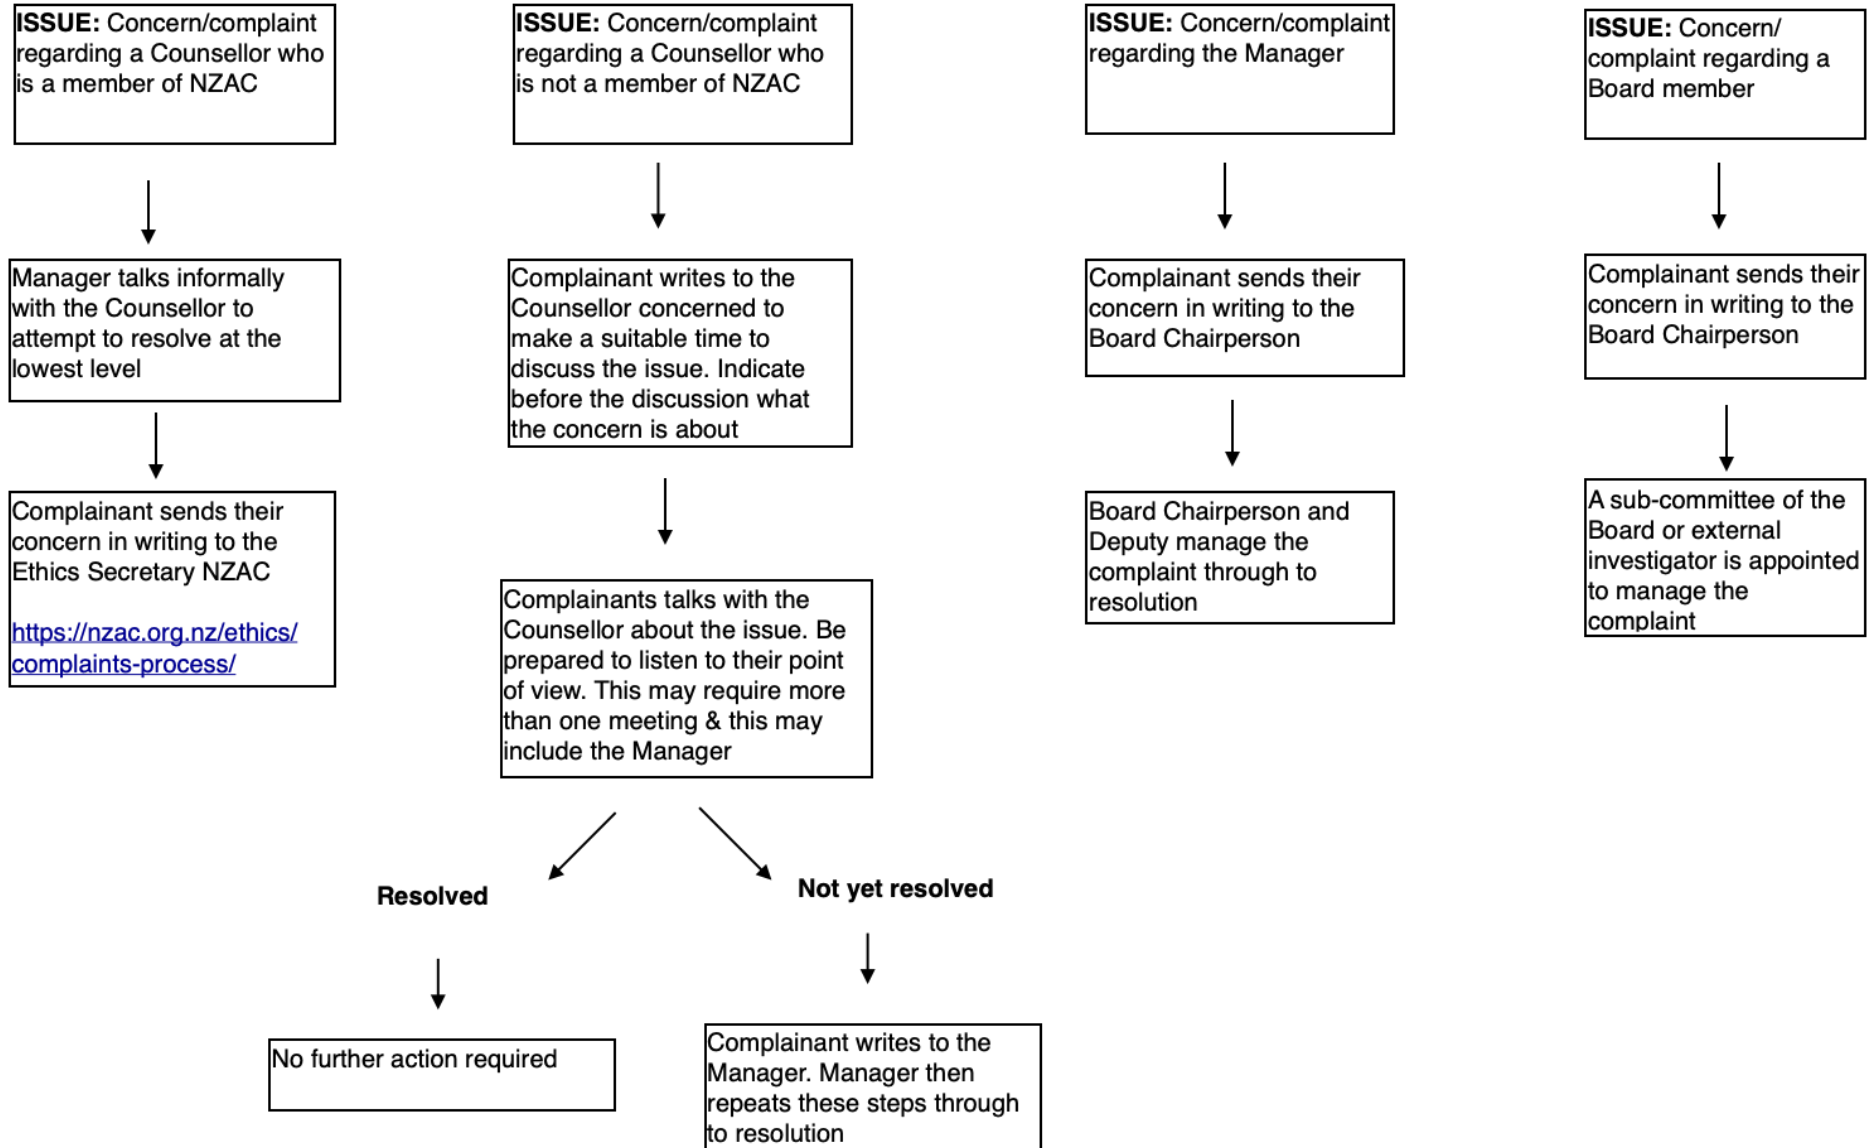 ISSUE: Concern/complaint
regarding a Counsellor who
is a member of NZAC
Manager talks informally
with the Counsellor to
attempt to resolve at the
lowest level
Complainant sends their
concern in writing to the
Ethics Secretary NZAC
https://nzac.org.nz/ethics/
complaints-process/
ISSUE: Concern/complaint
regarding a Counsellor who
is not a member of NZAC
Complainant writes to the
Counsellor concerned to
make a suitable time to
discuss the issue. Indicate
before the discussion what
the concern is about
Complainants talks with the
Counsellor about the issue. Be
prepared to listen to their point
of view. This may require more
than one meeting & this may
include the Manager
Resolved
No further action required
Not yet resolved
Complainant writes to the
Manager. Manager then
repeats these steps through
to resolution
ISSUE: Concern/complaint
regarding the Manager
Complainant sends their
concern in writing to the
Board Chairperson
Board Chairperson and
Deputy manage the
complaint through to
resolution
ISSUE: Concern/
complaint regarding a
Board member
Complainant sends their
concern in writing to the
Board Chairperson
A sub-committee of the
Board or external
investigator is appointed
to manage the
complaint